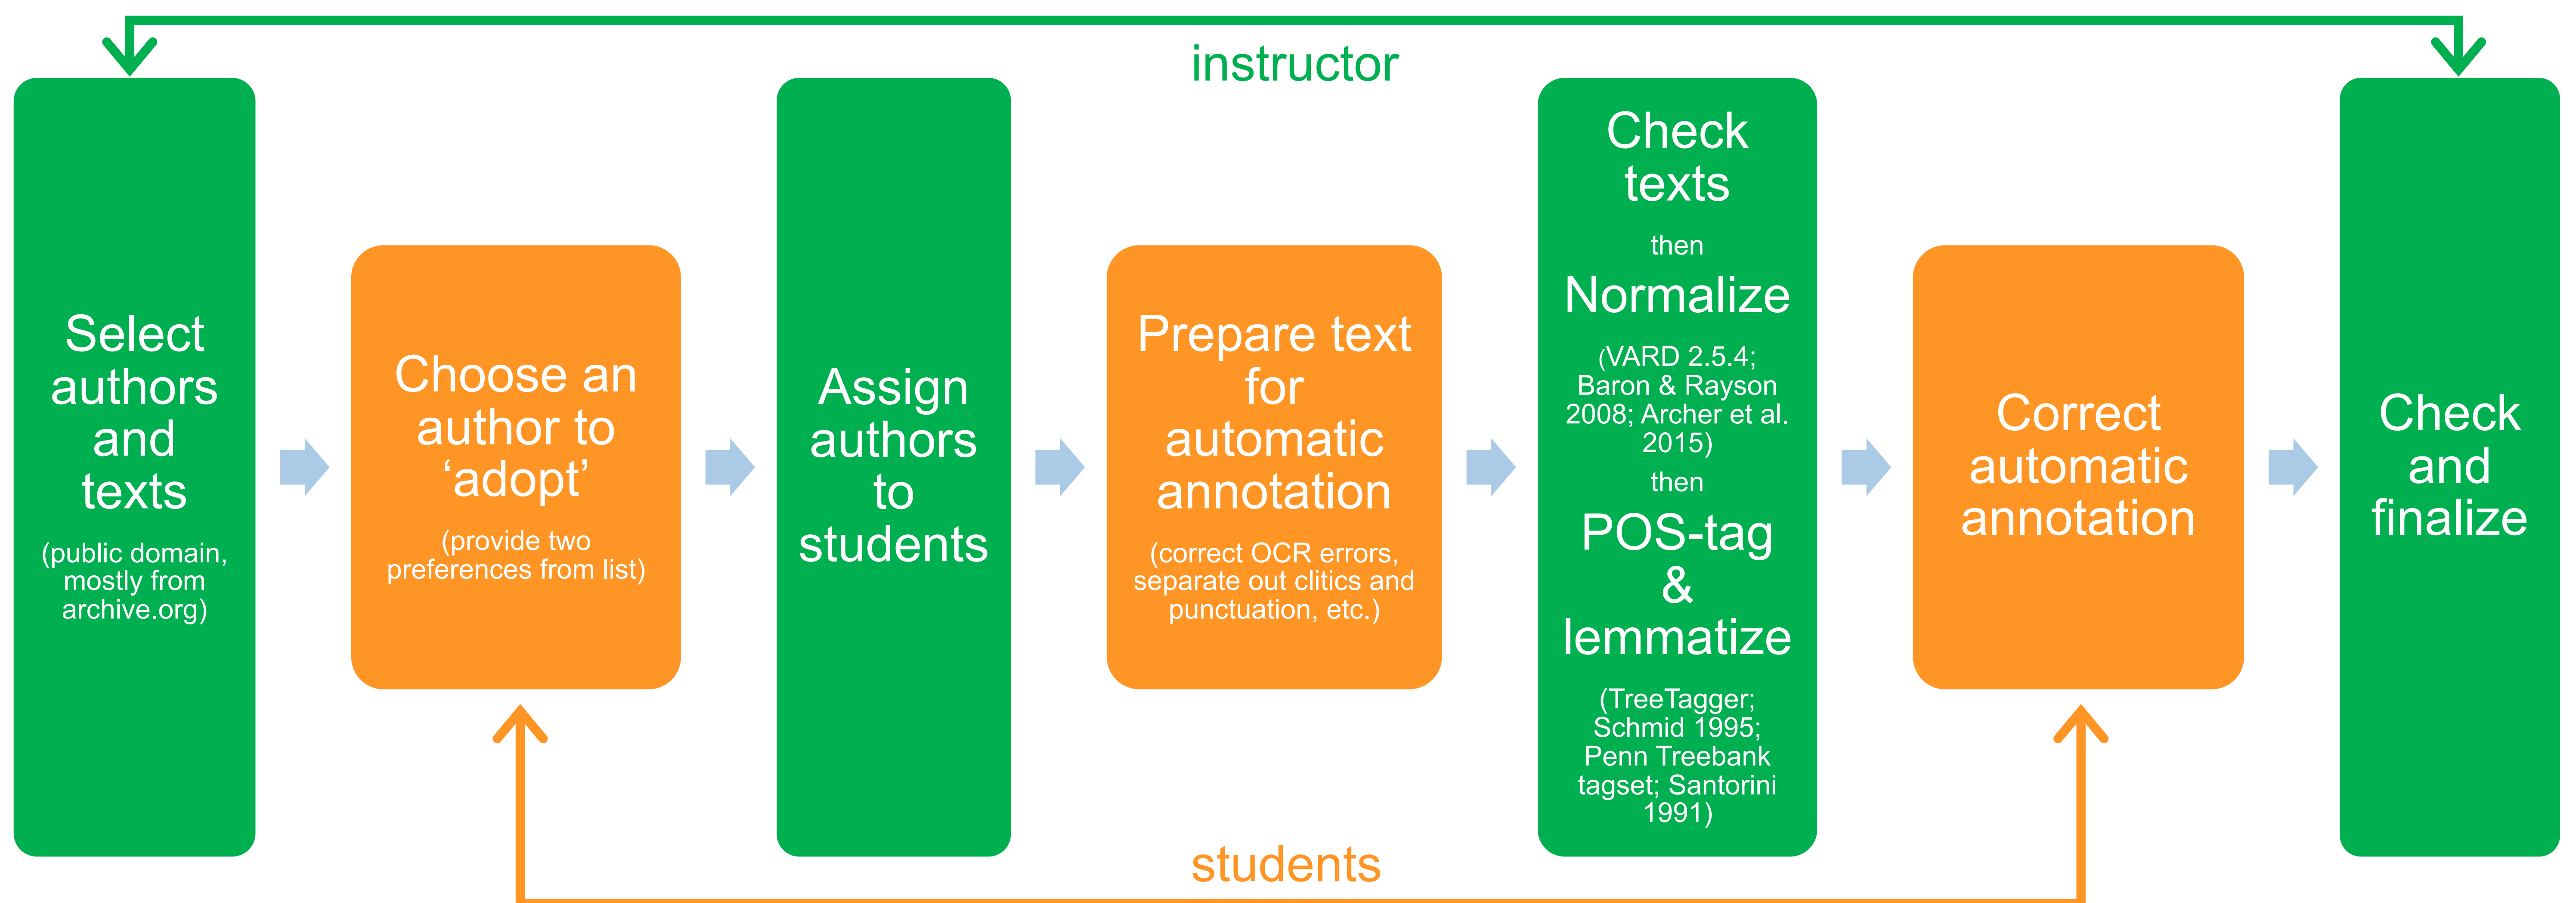 instructor
Select
authors
and
texts
(public domain,
mostly from
archive.org)
Choose an
author to
‘adopt’
(provide two
preferences from list)
Assign
authors
to
students
Prepare text
for
automatic
annotation
(correct OCR errors,
separate out clitics and
punctuation, etc.)
Check
texts
then
Normalize
(VARD 2.5.4;
Baron & Rayson
2008; Archer et al.
2015)
then
POS-tag
&
lemmatize
(TreeTagger;
Schmid 1995;
Penn Treebank
tagset; Santorini
1991)
Correct
automatic
annotation
Check
and
finalize
students